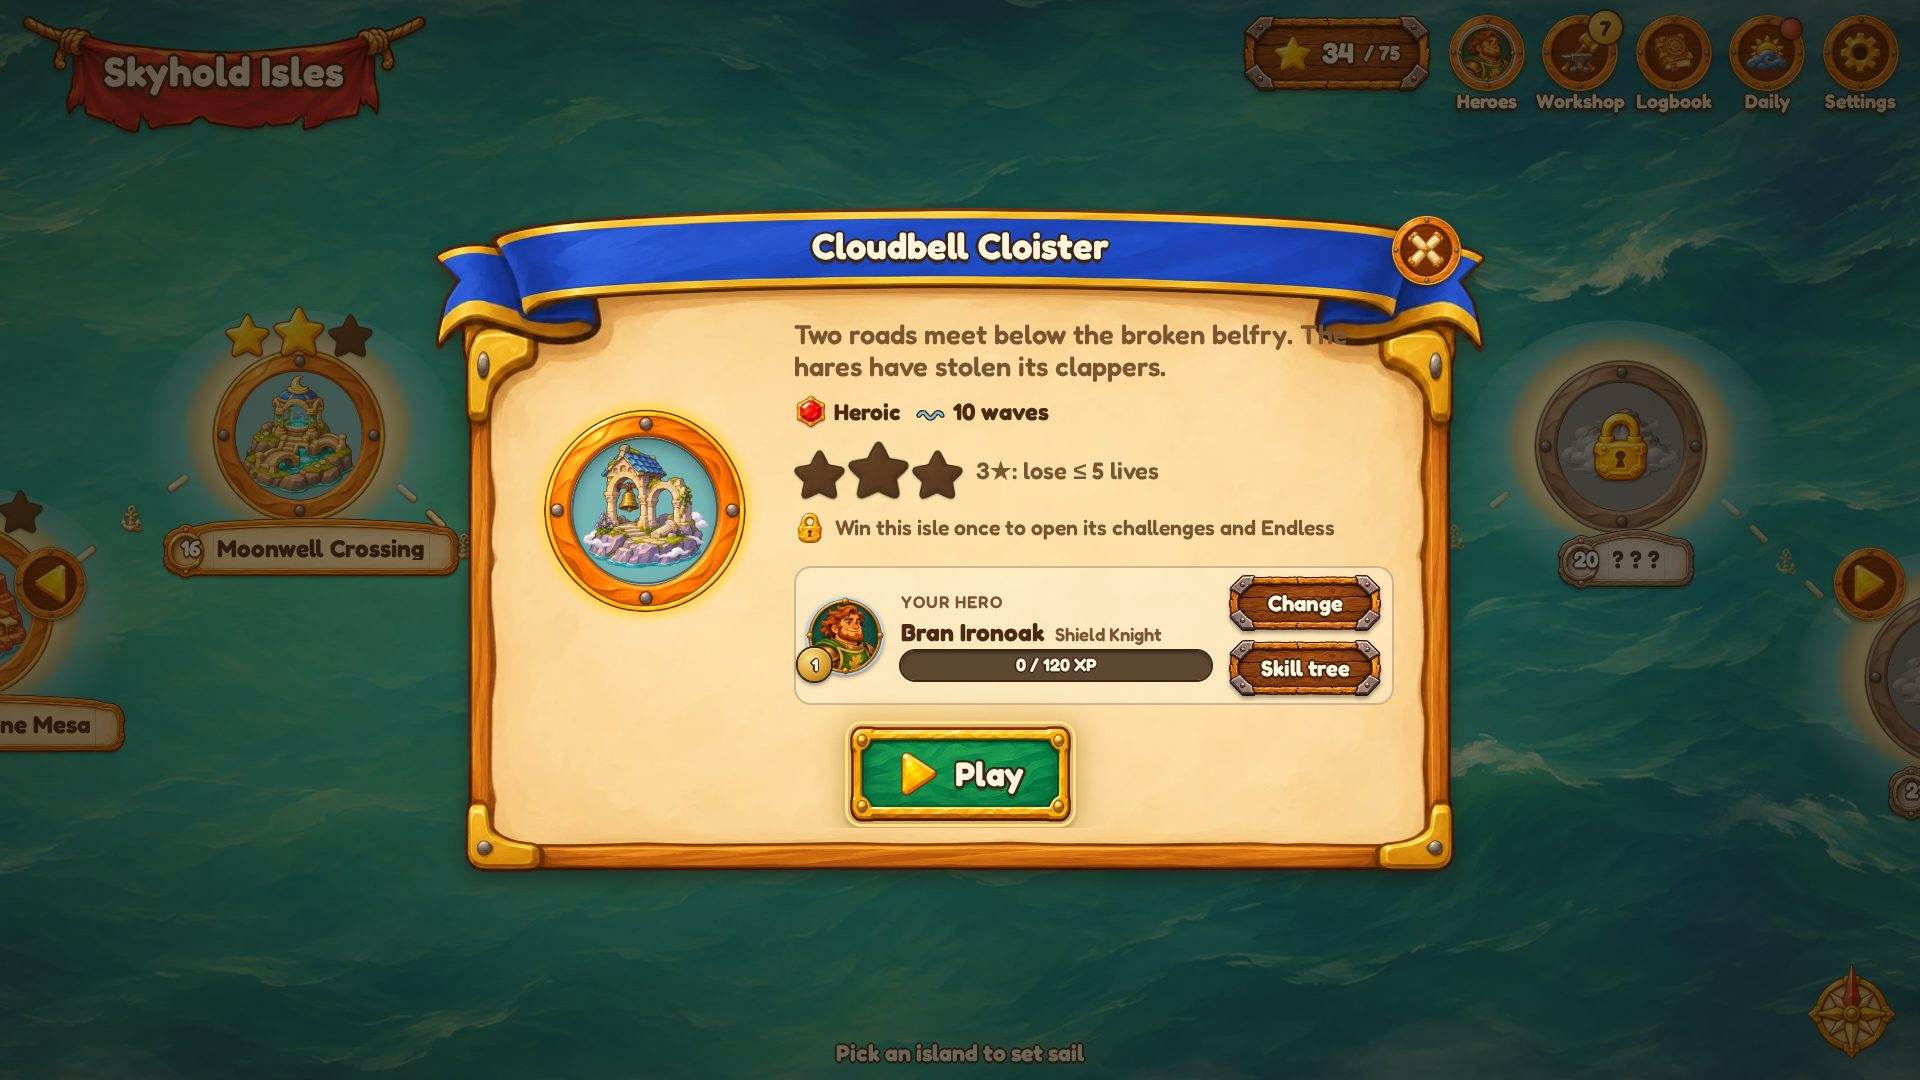 Skyhold Isles
34 / 75
7
Heroes
Workshop
Logbook
Daily
Settings
Cloudbell Cloister
Two roads meet below the broken belfry. The
hares have stolen its clappers.
Heroic
10 waves
3★: lose ≤ 5 lives
Win this isle once to open its challenges and Endless
YOUR HERO
Bran Ironoak Shield Knight
1
0 / 120 XP
Change
Skill tree
Play
16 Moonwell Crossing
20 ? ? ?
Mesa
Pick an island to set sail